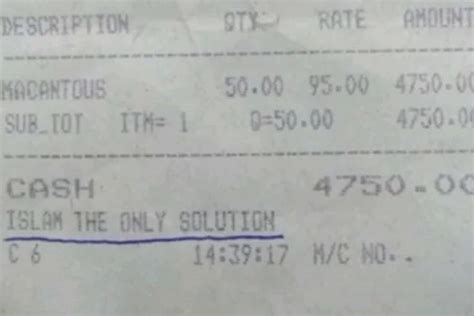 DESCRIPTION QTY RATE AMOUNT
MACANTOUS 50.00 95.00 4750.00
SUB_TOT ITM= 1 Q=50.00 4750.00
CASH 4750.00
ISLAM THE ONLY SOLUTION
C 6 14:39:17 M/C NO..